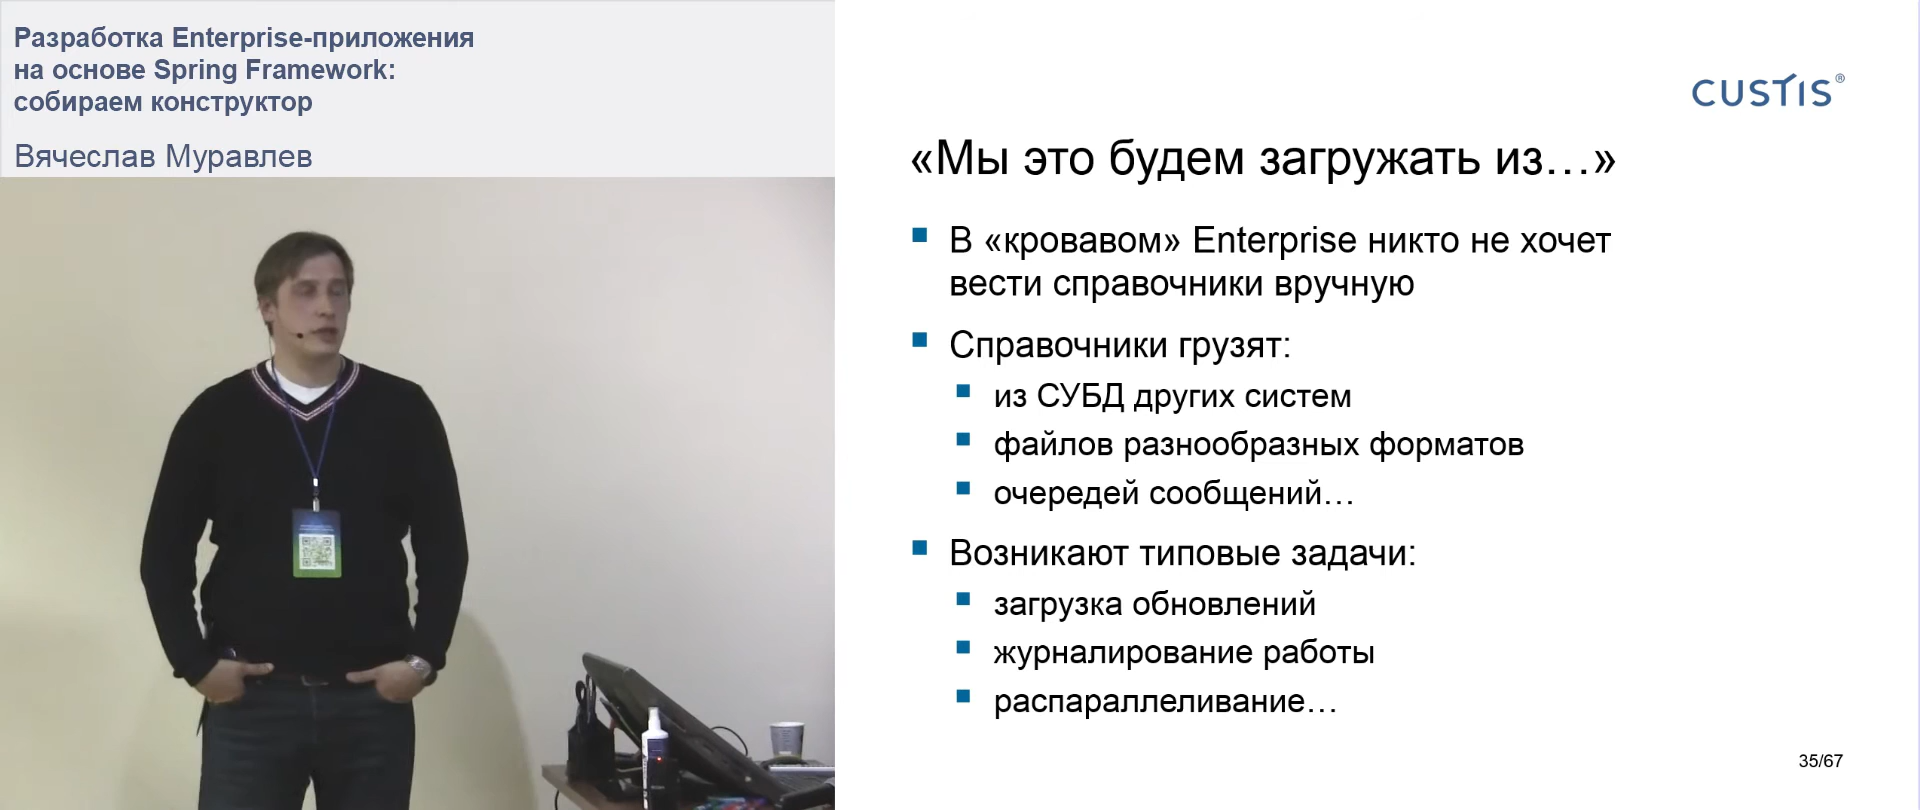 Разработка Enterprise-приложения
на основе Spring Framework:
собираем конструктор
Вячеслав Муравлев
CUSTIS®
«Мы это будем загружать из…»
В «кровавом» Enterprise никто не хочет
вести справочники вручную
Справочники грузят:
из СУБД других систем
файлов разнообразных форматов
очередей сообщений…
Возникают типовые задачи:
загрузка обновлений
журналирование работы
распараллеливание…
35/67